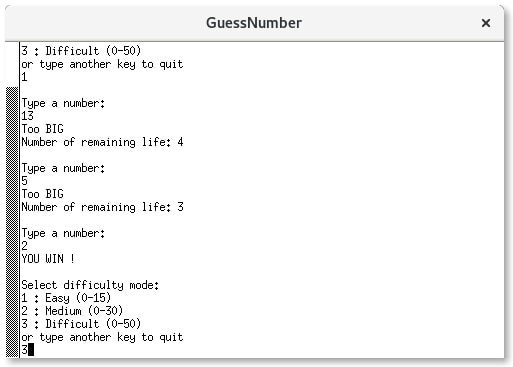 GuessNumber
3 : Difficult (0-50)
or type another key to quit
1
Type a number:
13
Too BIG
Number of remaining life: 4
Type a number:
5
Too BIG
Number of remaining life: 3
Type a number:
2
YOU WIN !
Select difficulty mode:
1 : Easy (0-15)
2 : Medium (0-30)
3 : Difficult (0-50)
or type another key to quit
3